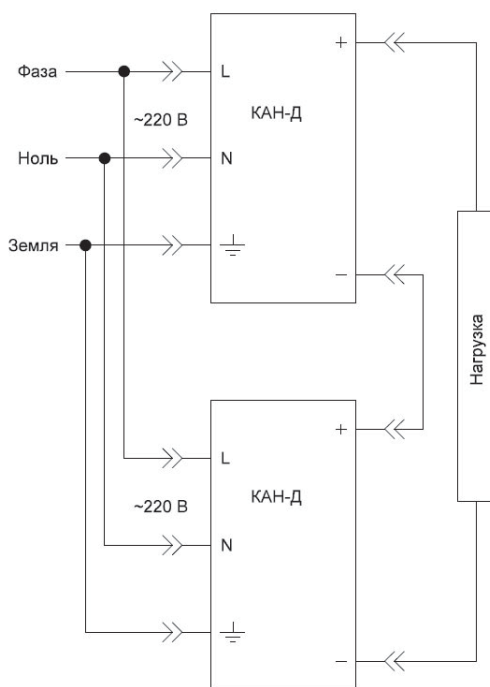 +
Фаза
L
КАН-Д
~220 В
Ноль
N
Земля
−
Нагрузка
+
L
КАН-Д
~220 В
N
−